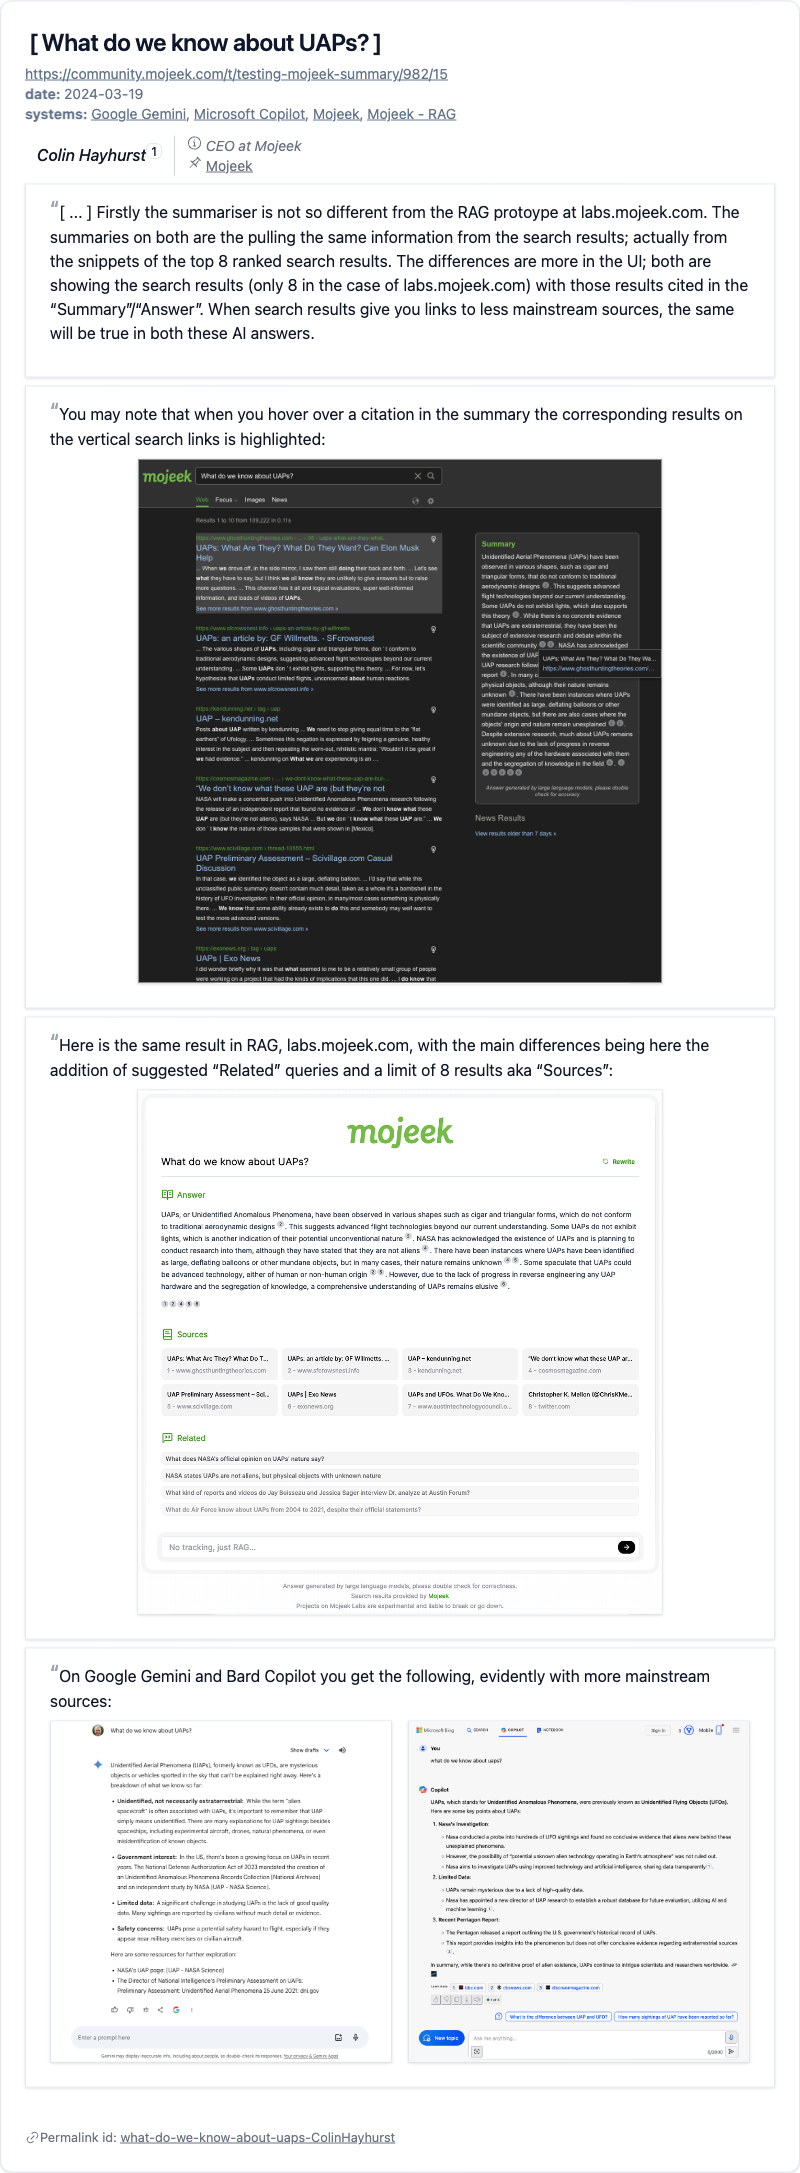 [ What do we know about UAPs? ]
https://community.mojeek.com/t/testing-mojeek-summary/982/15
date: 2024-03-19
systems: Google Gemini, Microsoft Copilot, Mojeek, Mojeek - RAG
Colin Hayhurst 1
CEO at Mojeek
Mojeek
“[ ... ] Firstly the summariser is not so different from the RAG protoype at labs.mojeek.com. The
summaries on both are the pulling the same information from the search results; actually from
the snippets of the top 8 ranked search results. The differences are more in the UI; both are
showing the search results (only 8 in the case of labs.mojeek.com) with those results cited in the
“Summary”/“Answer”. When search results give you links to less mainstream sources, the same
will be true in both these AI answers.
“You may note that when you hover over a citation in the summary the corresponding results on
the vertical search links is highlighted:
mojeek
What do we know about UAPs?
Web Focus Images News
Results 1 to 10 from 109,222 in 0.11s
https://www.ghosthuntingtheories.com › ... › 06 › uaps-what-are-they-what...
UAPs: What Are They? What Do They Want? Can Elon Musk
Help
... When we drove off, in the side mirror, I saw them still doing their back and forth. ... Let's see
what they have to say, but I think we all know they are unlikely to give answers but to raise
more questions. ... This channel has it all and logical evaluations, super well-informed
information, and loads of videos of UAPs.
See more results from www.ghosthuntingtheories.com »
https://www.sfcrowsnest.info › uaps-an-article-by-gf-willmetts
UAPs: an article by: GF Willmetts. - SFcrowsnest
... The various shapes of UAPs, including cigar and triangular forms, don ' t conform to
traditional aerodynamic designs, suggesting advanced flight technologies beyond our current
understanding. ... Some UAPs don ' t exhibit lights, supporting this theory. ... For now, let's
hypothesize that UAPs conduct limited flights, unconcerned about human reactions.
See more results from www.sfcrowsnest.info »
https://kendunning.net › tag › uap
UAP – kendunning.net
Posts about UAP written by kendunning ... We need to stop giving equal time to the "flat
earthers" of Ufology. ... Sometimes this negation is expressed by feigning a genuine, healthy
interest in the subject and then repeating the worn-out, nihilistic mantra: "Wouldn't it be great if
we had evidence." ... kendunning on What we are experiencing is an ...
https://cosmosmagazine.com › ... › we-dont-know-what-these-uap-are-but-...
"We don't know what these UAP are (but they're not
NASA will make a concerted push into Unidentified Anomalous Phenomena research following
the release of an independent report that found no evidence of ... We don't know what these
UAP are (but they're not aliens), says NASA ... But we don ' t know what these UAP are." ... We
don ' t know the nature of those samples that were shown in [Mexico].
https://www.scivillage.com › thread-10555.html
UAP Preliminary Assessment – Scivillage.com Casual
Discussion
In that case, we identified the object as a large, deflating balloon. ... I'd say that while this
unclassified public summary doesn't contain much detail, taken as a whole it's a bombshell in the
history of UFO investigation: In their official opinion, in many/most cases something is physically
there. ... We know that some ability already exists to do this and somebody may well want to
test the more advanced versions.
See more results from www.scivillage.com »
https://exonews.org › tag › uaps
UAPs | Exo News
I did wonder briefly why it was that what seemed to me to be a relatively small group of people
were working on a project that had the kinds of implications that this one did. ... I do know that
Summary
Unidentified Aerial Phenomena (UAPs) have been
observed in various shapes, such as cigar and
triangular forms, that do not conform to traditional
aerodynamic designs. This suggests advanced
flight technologies beyond our current understanding.
Some UAPs do not exhibit lights, which also supports
this theory. While there is no concrete evidence
that UAPs are extraterrestrial, they have been the
subject of extensive research and debate within the
scientific community. NASA has acknowledged
the existence of UAP
UAP research follow
report. In many c
UAPs: What Are They? What Do They Wa...
https://www.ghosthuntingtheories.com/...
physical objects, although their nature remains
unknown. There have been instances where UAPs
were identified as large, deflating balloons or other
mundane objects, but there are also cases where the
objects' origin and nature remain unexplained
Despite extensive research, much about UAPs remains
unknown due to the lack of progress in reverse
engineering any of the hardware associated with them
and the segregation of knowledge in the field
Answer generated by large language models, please double
check for accuracy
News Results
View results older than 7 days »
“Here is the same result in RAG, labs.mojeek.com, with the main differences being here the
addition of suggested “Related” queries and a limit of 8 results aka “Sources”:
mojeek
What do we know about UAPs?
Rewrite
Answer
UAPs, or Unidentified Anomalous Phenomena, have been observed in various shapes such as cigar and triangular forms, which do not conform
to traditional aerodynamic designs 2. This suggests advanced flight technologies beyond our current understanding. Some UAPs do not exhibit
lights, which is another indication of their potential unconventional nature 2. NASA has acknowledged the existence of UAPs and is planning to
conduct research into them, although they have stated that they are not aliens 4. There have been instances where UAPs have been identified
as large, deflating balloons or other mundane objects, but in many cases, their nature remains unknown 4 5. Some speculate that UAPs could
be advanced technology, either of human or non-human origin 2 5. However, due to the lack of progress in reverse engineering any UAP
hardware and the segregation of knowledge, a comprehensive understanding of UAPs remains elusive 6.
1 2 4 5 6
Sources
UAPs: What Are They? What Do T...
1 - www.ghosthuntingtheories.com
UAPs: an article by: GF Willmetts. ...
2 - www.sfcrowsnest.info
UAP – kendunning.net
3 - kendunning.net
"We don't know what these UAP ar...
4 - cosmosmagazine.com
UAP Preliminary Assessment – Sci...
5 - www.scivillage.com
UAPs | Exo News
6 - exonews.org
UAPs and UFOs. What Do We Kno...
7 - www.austintechnologycouncil.o...
Christopher K. Mellon (@ChrisKMe...
8 - twitter.com
Related
What does NASA's official opinion on UAPs' nature say?
NASA states UAPs are not aliens, but physical objects with unknown nature
What kind of reports and videos do Jay Boisseau and Jessica Sager interview Dr. analyze at Austin Forum?
What do Air Force know about UAPs from 2004 to 2021, despite their official statements?
No tracking, just RAG...
Answer generated by large language models, please double check for correctness.
Search results provided by Mojeek
Projects on Mojeek Labs are experimental and liable to break or go down.
“On Google Gemini and Bard Copilot you get the following, evidently with more mainstream
sources:
What do we know about UAPs?
Show drafts
Unidentified Aerial Phenomena (UAPs), formerly known as UFOs, are mysterious
objects or vehicles spotted in the sky that can't be explained right away. Here's a
breakdown of what we know so far:
• Unidentified, not necessarily extraterrestrial: While the term "alien
spacecraft" is often associated with UAPs, it's important to remember that UAP
simply means unidentified. There are many explanations for UAP sightings besides
spaceships, including experimental aircraft, drones, natural phenomena, or even
misidentification of known objects.
• Government interest: In the US, there's been a growing focus on UAPs in recent
years. The National Defense Authorization Act of 2023 mandated the creation of
an Unidentified Anomalous Phenomena Records Collection [National Archives]
and an independent study by NASA [UAP - NASA Science].
• Limited data: A significant challenge in studying UAPs is the lack of good quality
data. Many sightings are reported by civilians without much detail or evidence.
• Safety concerns: UAPs pose a potential safety hazard to flight, especially if they
appear near military exercises or civilian aircraft.
Here are some resources for further exploration:
• NASA's UAP page: [UAP - NASA Science]
• The Director of National Intelligence's Preliminary Assessment on UAPs:
Preliminary Assessment: Unidentified Aerial Phenomena 25 June 2021: dni.gov
Enter a prompt here
Gemini may display inaccurate info, including about people, so double-check its responses. Your privacy & Gemini Apps
Microsoft Bing SEARCH COPILOT NOTEBOOK Sign in 5 Mobile
You
what do we know about uaps?
Copilot
UAPs, which stands for Unidentified Anomalous Phenomena, were previously known as Unidentified Flying Objects (UFOs).
Here are some key points about UAPs:
1. Nasa's Investigation:
○ Nasa conducted a probe into hundreds of UFO sightings and found no conclusive evidence that aliens were behind these
unexplained phenomena.
○ However, the possibility of "potential unknown alien technology operating in Earth's atmosphere" was not ruled out.
○ Nasa aims to investigate UAPs using improved technology and artificial intelligence, sharing data transparently 1.
2. Limited Data:
○ UAPs remain mysterious due to a lack of high-quality data.
○ Nasa has appointed a new director of UAP research to establish a robust database for future evaluation, utilizing AI and
machine learning 1.
3. Recent Pentagon Report:
○ The Pentagon released a report outlining the U.S. government's historical record of UAPs.
○ This report provides insights into the phenomenon but does not offer conclusive evidence regarding extraterrestrial sources
2.
In summary, while there's no definitive proof of alien existence, UAPs continue to intrigue scientists and researchers worldwide.
Learn more: 1 bbc.com 2 cbsnews.com 3 discovermagazine.com
1 of 4
What is the difference between UAP and UFO?
How many sightings of UAP have been reported so far?
New topic
Ask me anything...
0/2000
Permalink id: what-do-we-know-about-uaps-ColinHayhurst